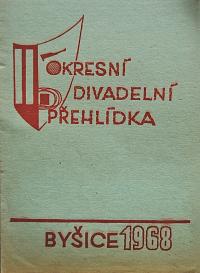 OKRESNÍ
DIVADELNÍ
PŘEHLÍDKA
BYŠICE 1968